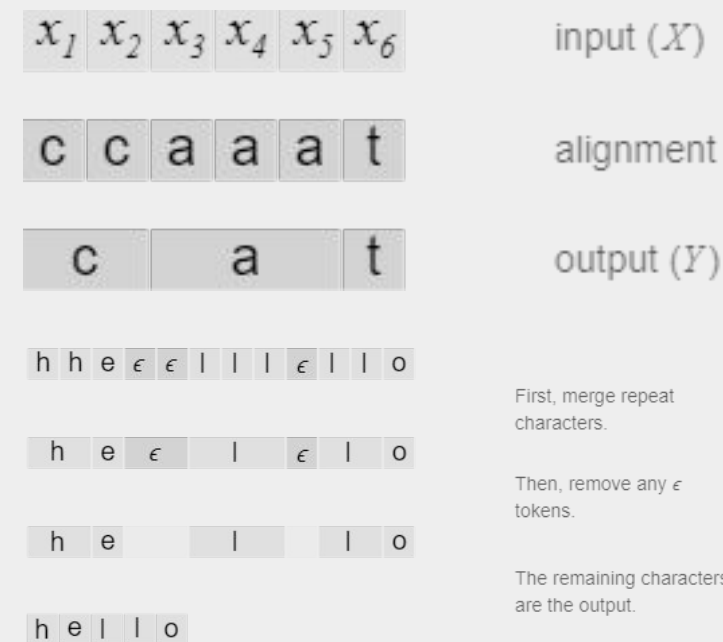 x1 x2 x3 x4 x5 x6 input (X)
c c a a a t alignment
c a t output (Y)
h h e ϵ ϵ l l l ϵ l l o
First, merge repeat
characters.
h e ϵ l ϵ l o
Then, remove any ϵ
tokens.
h e l l o
The remaining characters
are the output.
h e l l o